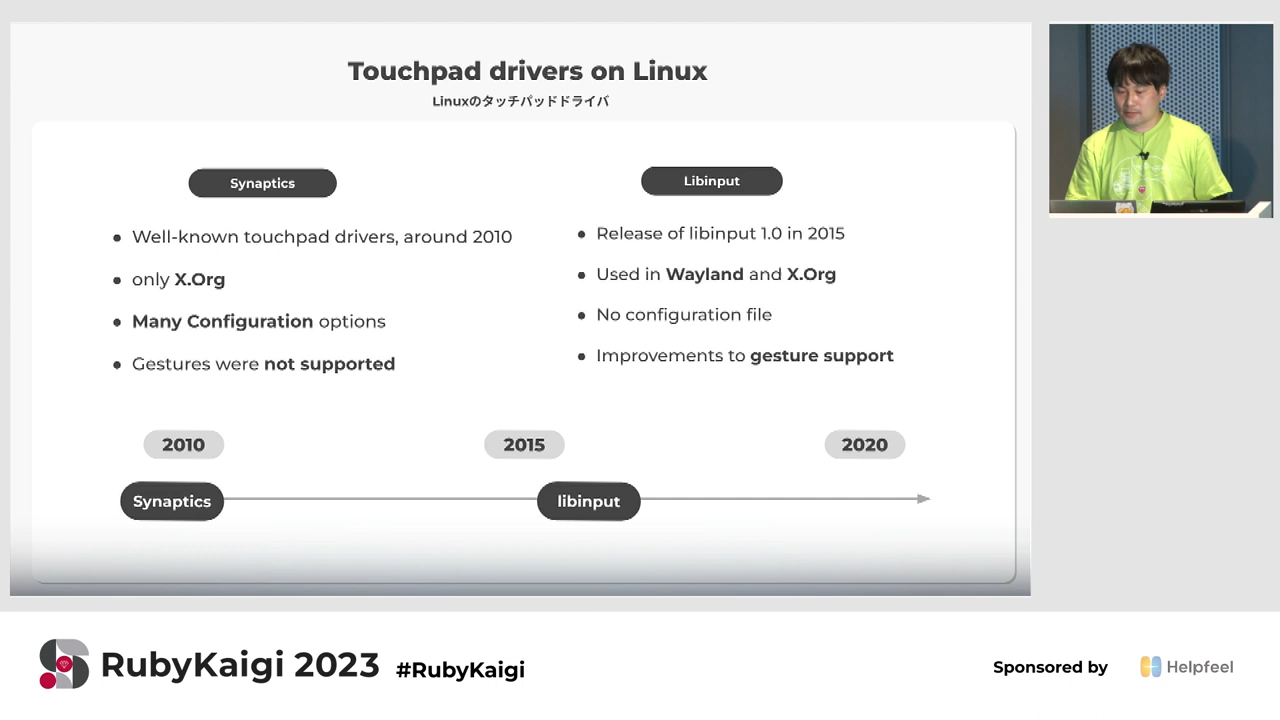 Touchpad drivers on Linux
Linuxのタッチパッドドライバ
Synaptics
Well-known touchpad drivers, around 2010
only X.Org
Many Configuration options
Gestures were not supported
Libinput
Release of libinput 1.0 in 2015
Used in Wayland and X.Org
No configuration file
Improvements to gesture support
2010
2015
2020
Synaptics
libinput
RubyKaigi 2023 #RubyKaigi
Sponsored by Helpfeel